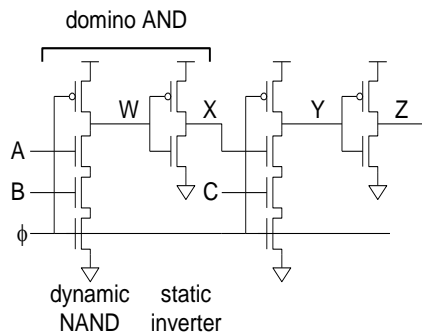 domino AND
W
X
Y
Z
A
B
C
ϕ
dynamic static
NAND inverter